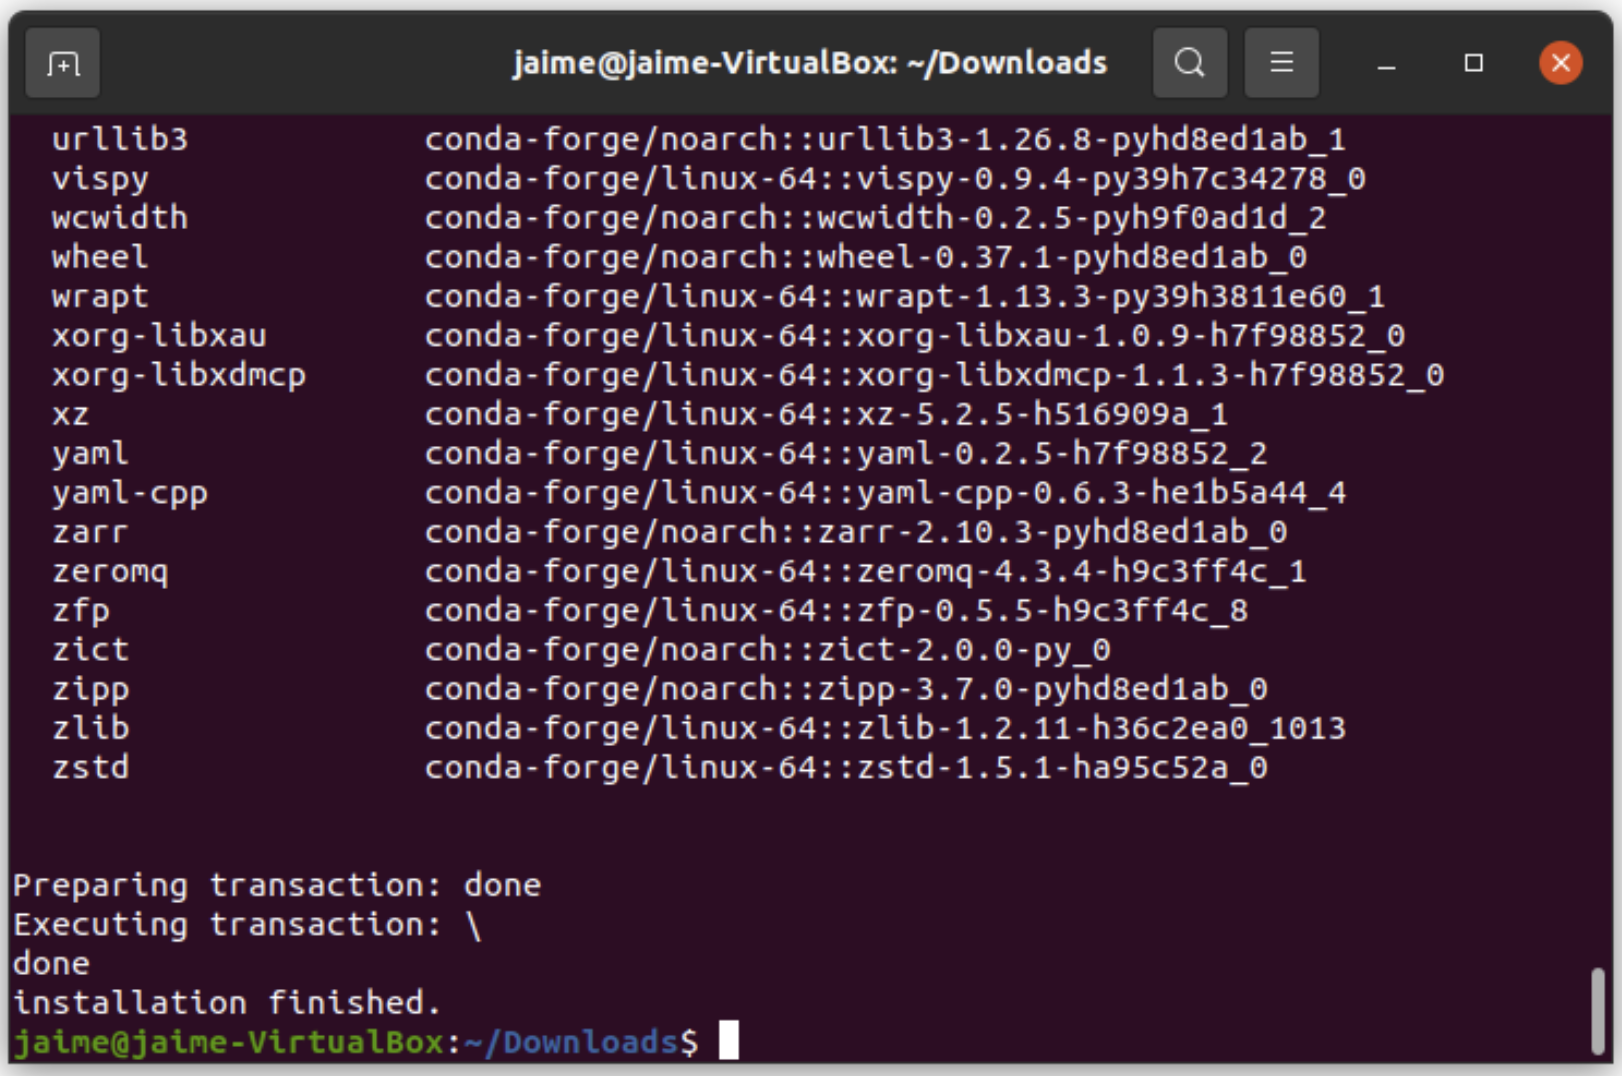 jaime@jaime-VirtualBox: ~/Downloads
urllib3 conda-forge/noarch::urllib3-1.26.8-pyhd8ed1ab_1
vispy conda-forge/linux-64::vispy-0.9.4-py39h7c34278_0
wcwidth conda-forge/noarch::wcwidth-0.2.5-pyh9f0ad1d_2
wheel conda-forge/noarch::wheel-0.37.1-pyhd8ed1ab_0
wrapt conda-forge/linux-64::wrapt-1.13.3-py39h3811e60_1
xorg-libxau conda-forge/linux-64::xorg-libxau-1.0.9-h7f98852_0
xorg-libxdmcp conda-forge/linux-64::xorg-libxdmcp-1.1.3-h7f98852_0
xz conda-forge/linux-64::xz-5.2.5-h516909a_1
yaml conda-forge/linux-64::yaml-0.2.5-h7f98852_2
yaml-cpp conda-forge/linux-64::yaml-cpp-0.6.3-he1b5a44_4
zarr conda-forge/noarch::zarr-2.10.3-pyhd8ed1ab_0
zeromq conda-forge/linux-64::zeromq-4.3.4-h9c3ff4c_1
zfp conda-forge/linux-64::zfp-0.5.5-h9c3ff4c_8
zict conda-forge/noarch::zict-2.0.0-py_0
zipp conda-forge/noarch::zipp-3.7.0-pyhd8ed1ab_0
zlib conda-forge/linux-64::zlib-1.2.11-h36c2ea0_1013
zstd conda-forge/linux-64::zstd-1.5.1-ha95c52a_0
Preparing transaction: done
Executing transaction: \
done
installation finished.
jaime@jaime-VirtualBox:~/Downloads$